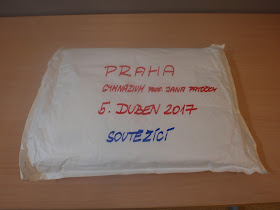 PRAHA
GYMNÁZIUM PROF. JANA PATOČKY
5. DUBEN 2017
SOUTĚŽÍCÍ